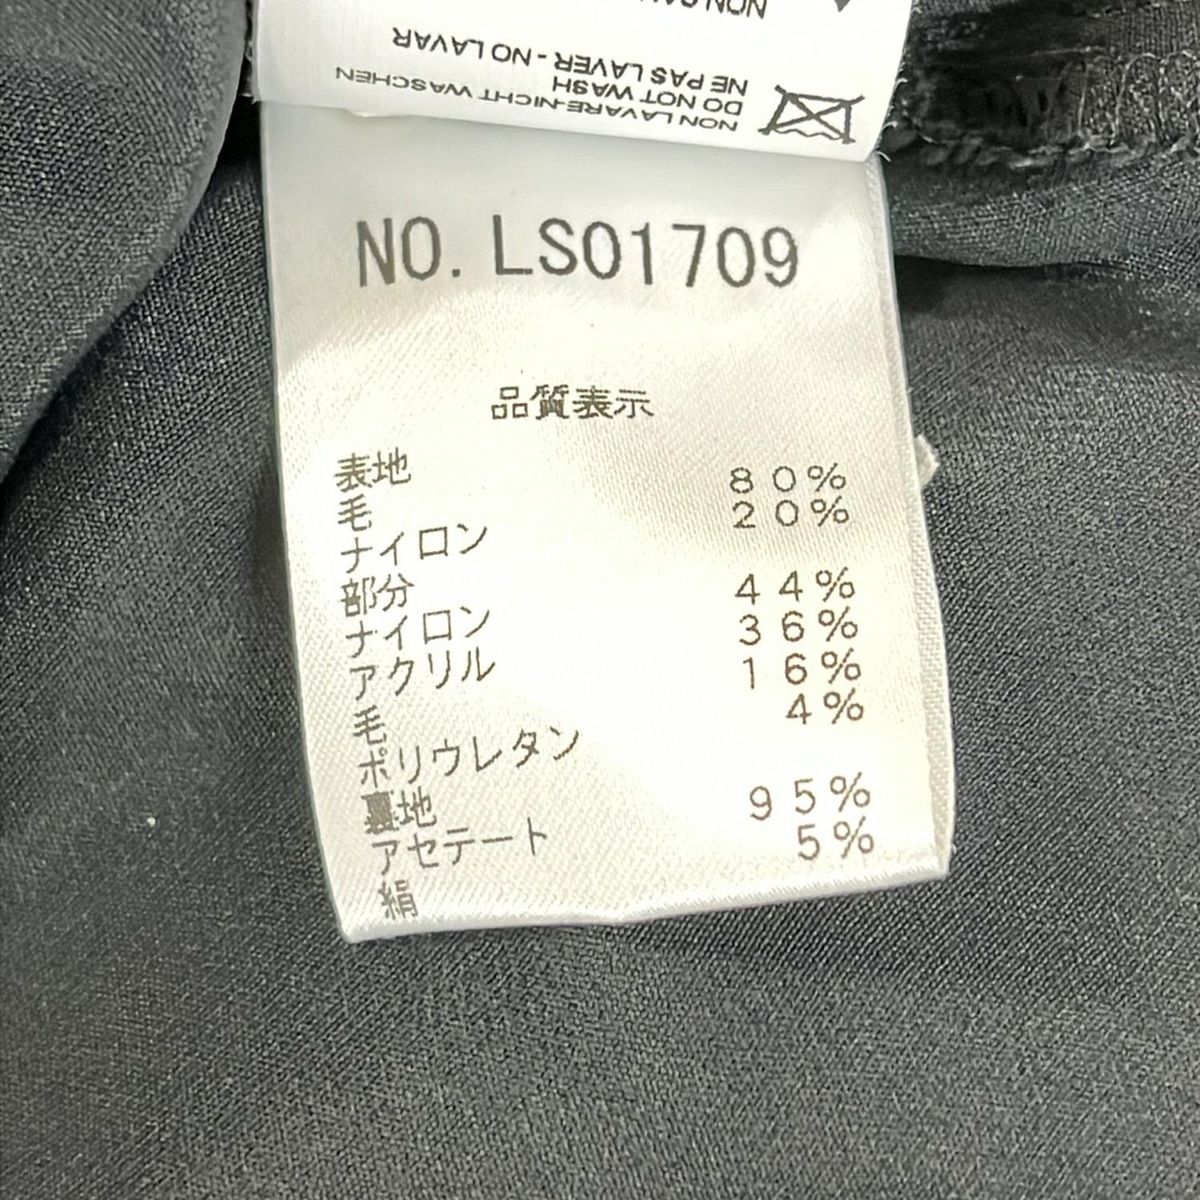 NON LAVARE-NICHT WASCHEN
DO NOT WASH
NE PAS LAVER - NO LAVAR
NO. LS01709
品質表示
表地
毛 80%
ナイロン 20%
部分
ナイロン 44%
アクリル 36%
毛 16%
ポリウレタン 4%
裏地
アセテート 95%
絹 5%